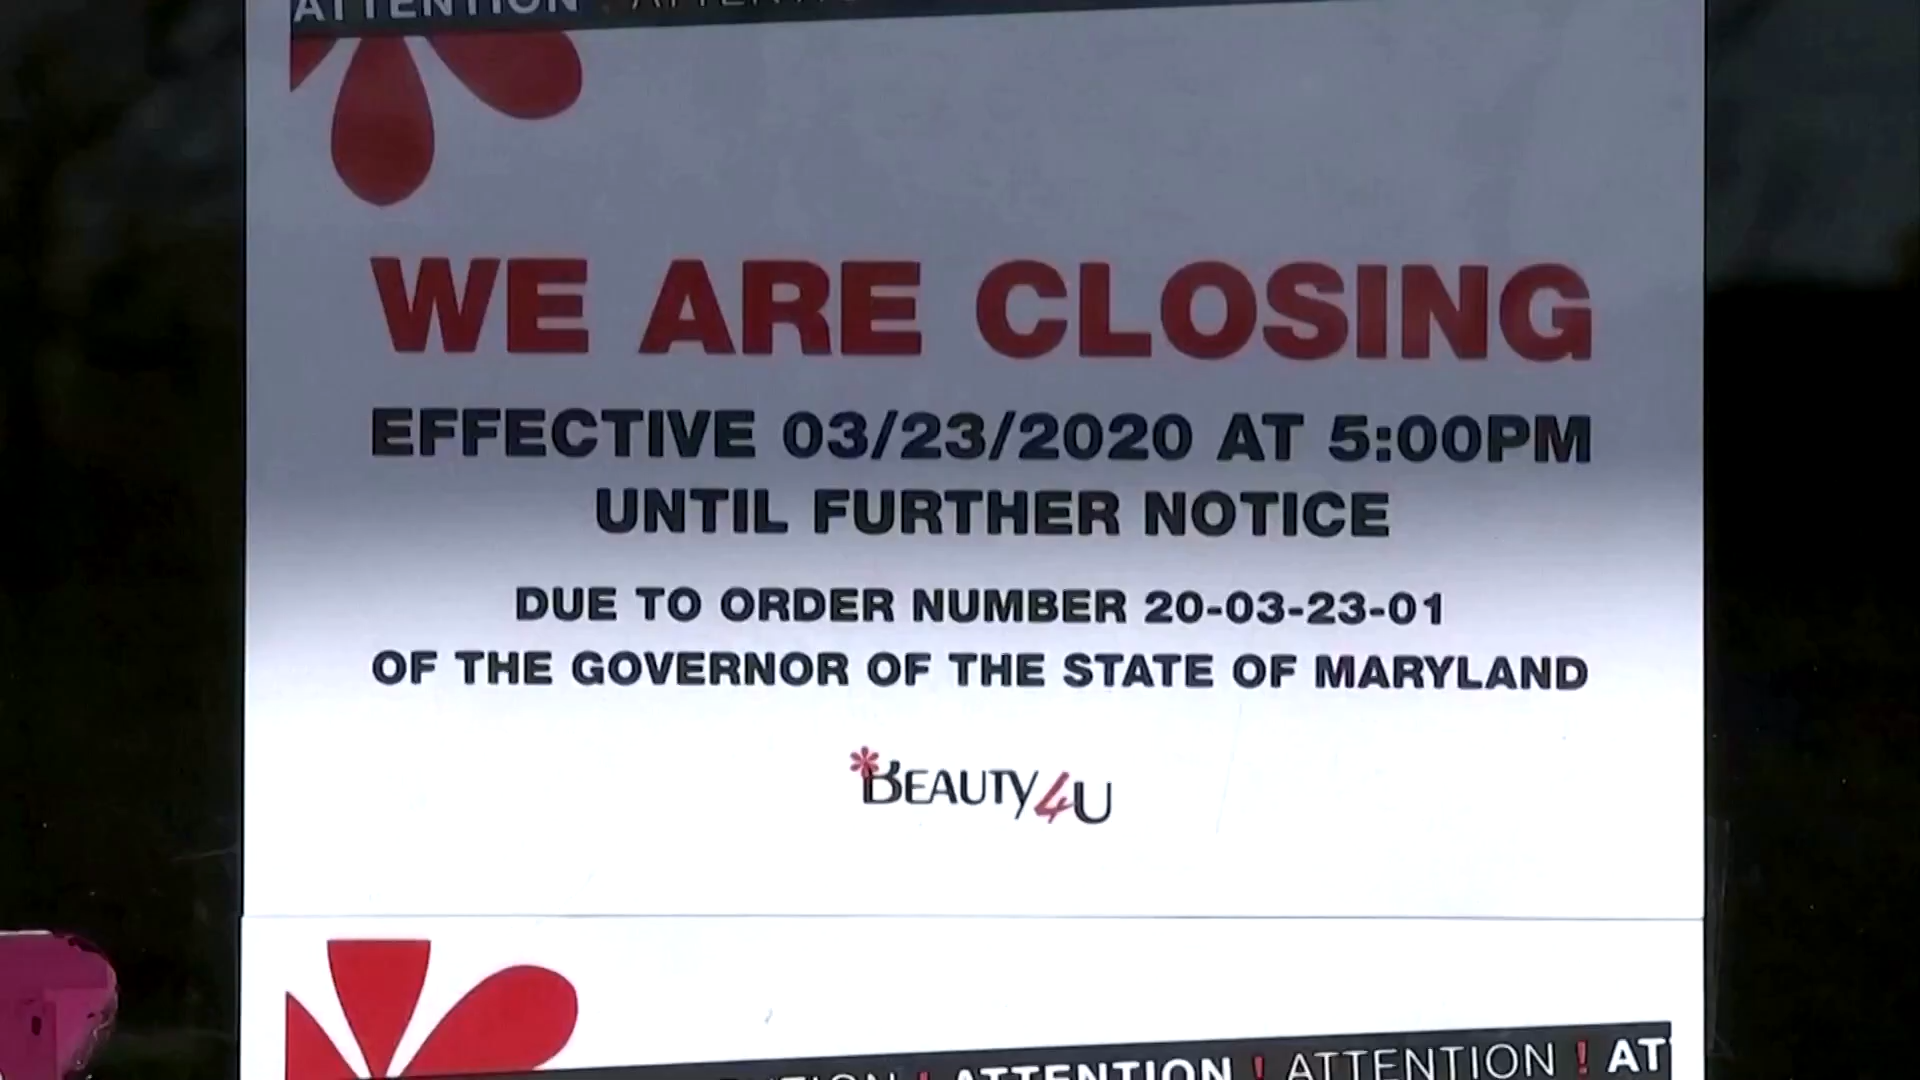 ATTENTION
WE ARE CLOSING
EFFECTIVE 03/23/2020 AT 5:00PM
UNTIL FURTHER NOTICE
DUE TO ORDER NUMBER 20-03-23-01
OF THE GOVERNOR OF THE STATE OF MARYLAND
BEAUTY4U
ATTENTION ! ATTENTION !